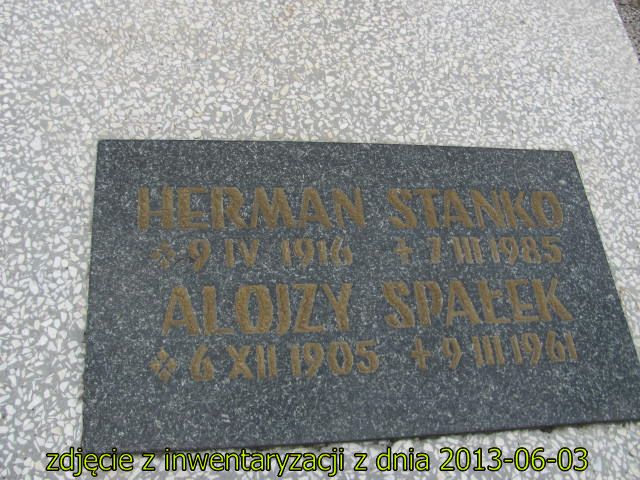 HERMAN STANKO
9 IV 1916 + 7 III 1985
ALOJZY SPAŁEK
6 XII 1905 + 9 III 1961
zdjęcie z inwentaryzacji z dnia 2013-06-03